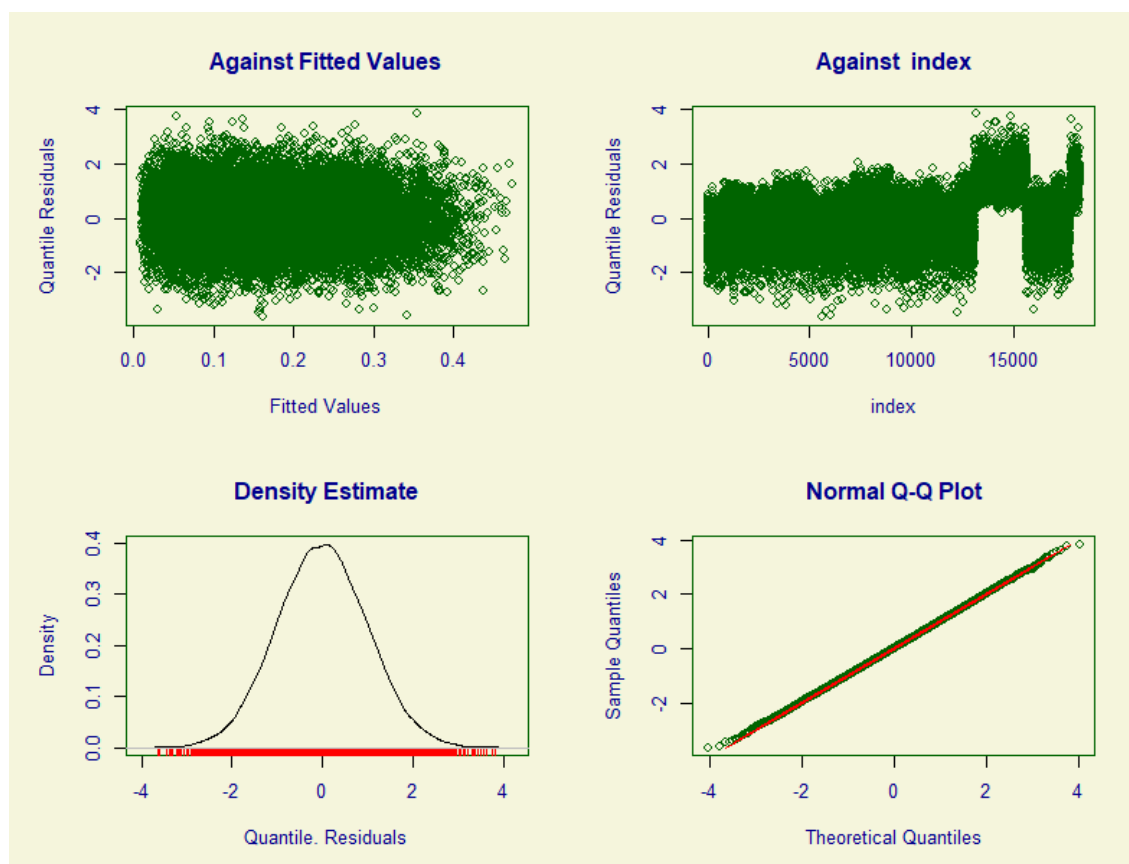 Against Fitted Values
Quantile Residuals
4
2
0
-2
0.0 0.1 0.2 0.3 0.4
Fitted Values
Against index
Quantile Residuals
4
2
0
-2
0 5000 10000 15000
index
Density Estimate
Density
0.4
0.3
0.2
0.1
0.0
-4 -2 0 2 4
Quantile. Residuals
Normal Q-Q Plot
Sample Quantiles
4
2
0
-2
-4 -2 0 2 4
Theoretical Quantiles